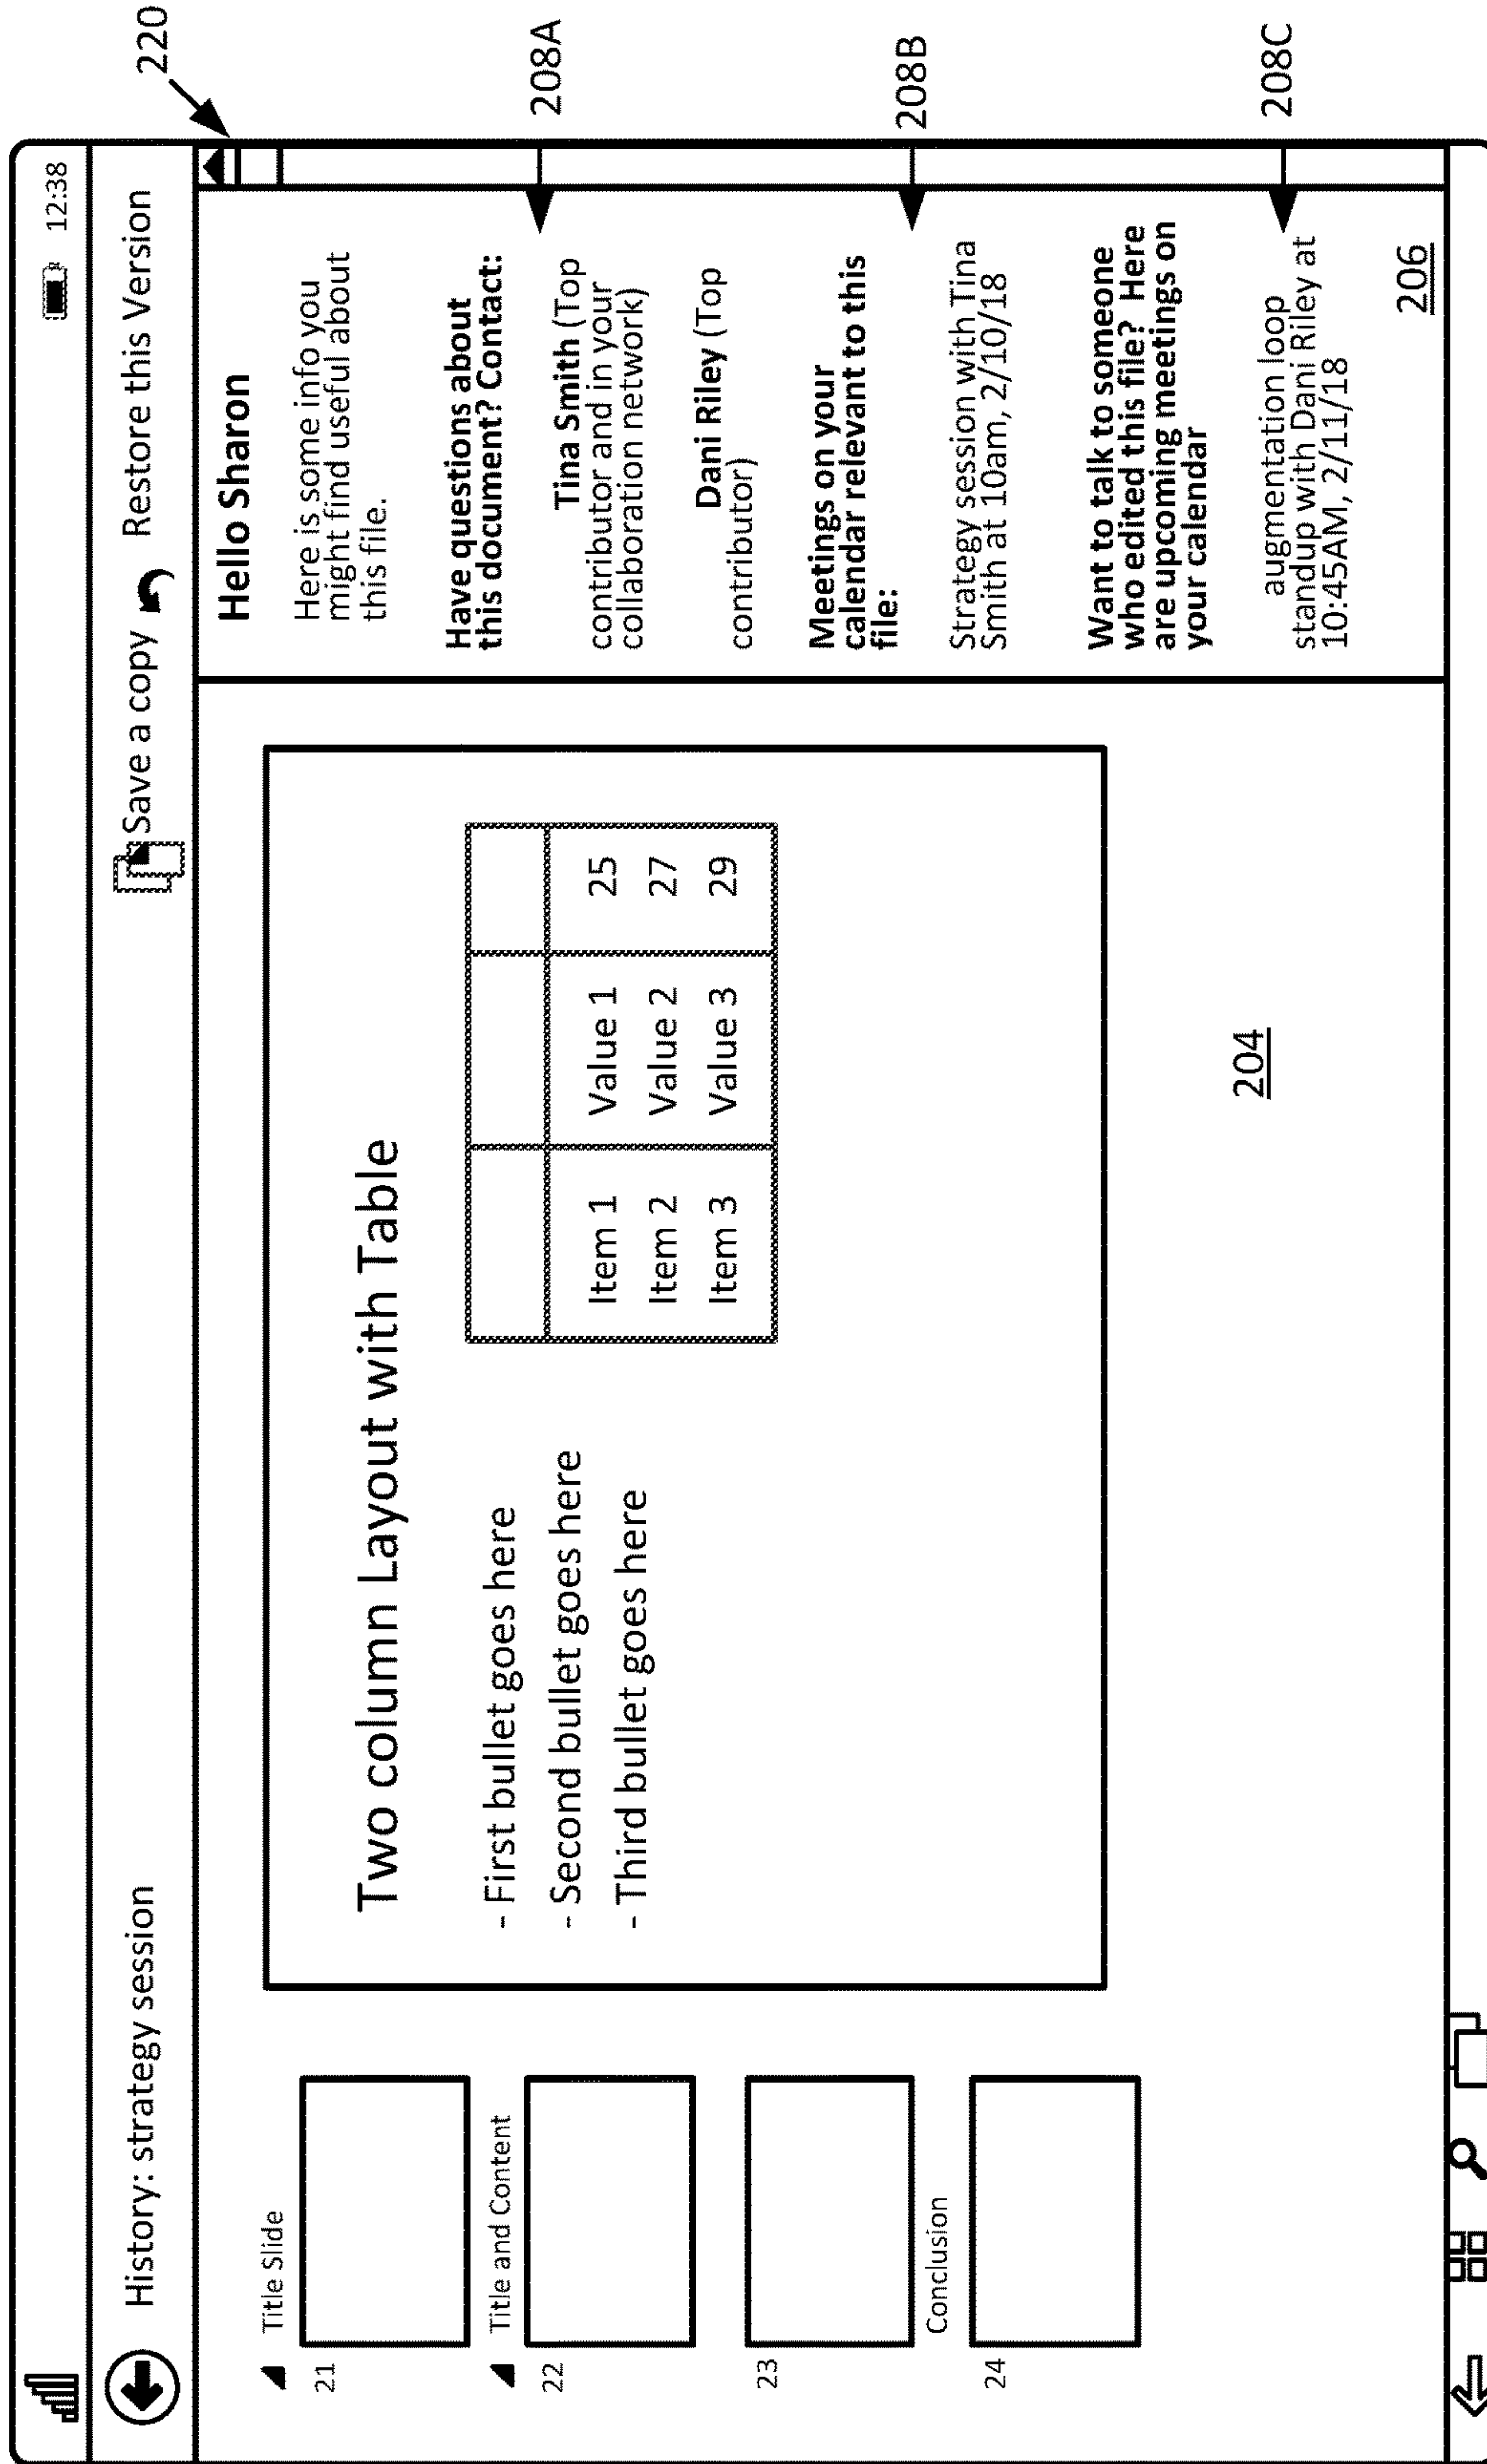 12:38
History: strategy session
Save a copy
Restore this Version
220
Title Slide
21
Title and Content
22
23
Conclusion
24
Two column Layout with Table
- First bullet goes here
- Second bullet goes here
- Third bullet goes here
Item 1 Value 1 25
Item 2 Value 2 27
Item 3 Value 3 29
204
Hello Sharon
Here is some info you
might find useful about
this file.
Have questions about
this document? Contact:
Tina Smith (Top
contributor and in your
collaboration network)
208A
Dani Riley (Top
contributor)
Meetings on your
calendar relevant to this
file:
208B
Strategy session with Tina
Smith at 10am, 2/10/18
Want to talk to someone
who edited this file? Here
are upcoming meetings on
your calendar
augmentation loop
standup with Dani Riley at
10:45AM, 2/11/18
208C
206